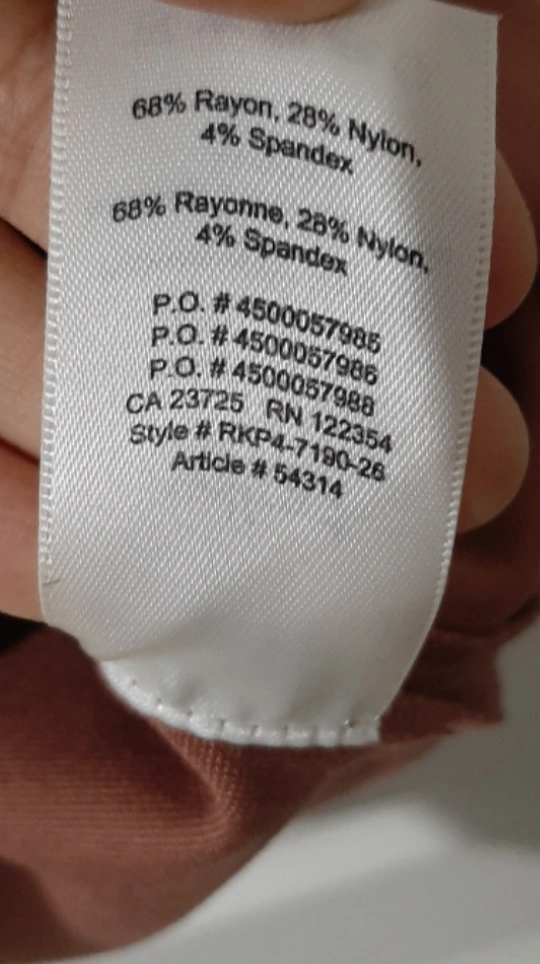 68% Rayon, 28% Nylon,
4% Spandex
68% Rayonne, 28% Nylon,
4% Spandex
P.O. # 4500057985
P.O. # 4500057986
P.O. # 4500057988
CA 23725 RN 122354
Style # RKP4-7190-26
Article # 54314